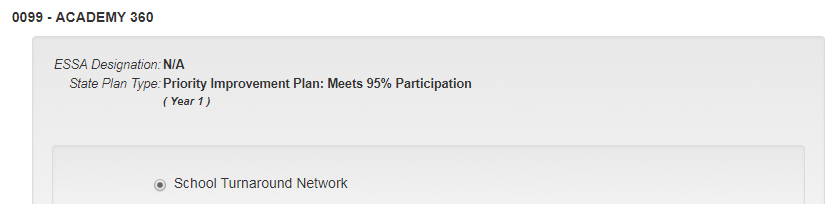 0099 - ACADEMY 360
ESSA Designation: N/A
State Plan Type: Priority Improvement Plan: Meets 95% Participation
( Year 1 )
School Turnaround Network